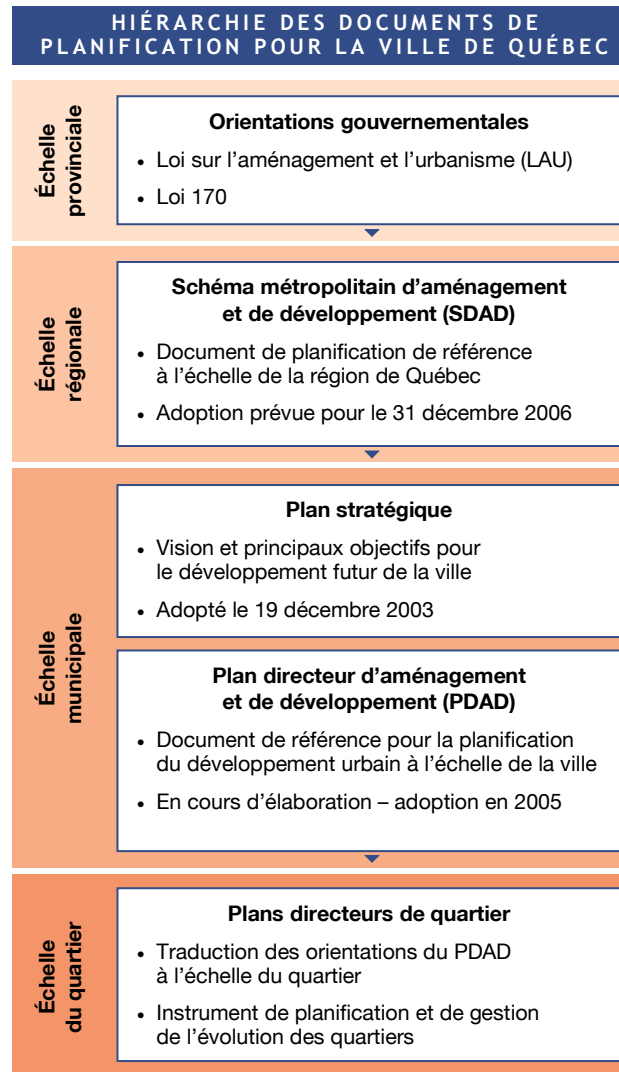 HIÉRARCHIE DES DOCUMENTS DE
PLANIFICATION POUR LA VILLE DE QUÉBEC
Échelle
provinciale
Orientations gouvernementales
• Loi sur l'aménagement et l'urbanisme (LAU)
• Loi 170
Échelle
régionale
Schéma métropolitain d'aménagement
et de développement (SDAD)
• Document de planification de référence
à l'échelle de la région de Québec
• Adoption prévue pour le 31 décembre 2006
Échelle
municipale
Plan stratégique
• Vision et principaux objectifs pour
le développement futur de la ville
• Adopté le 19 décembre 2003
Plan directeur d'aménagement
et de développement (PDAD)
• Document de référence pour la planification
du développement urbain à l'échelle de la ville
• En cours d'élaboration – adoption en 2005
Échelle
du quartier
Plans directeurs de quartier
• Traduction des orientations du PDAD
à l'échelle du quartier
• Instrument de planification et de gestion
de l'évolution des quartiers